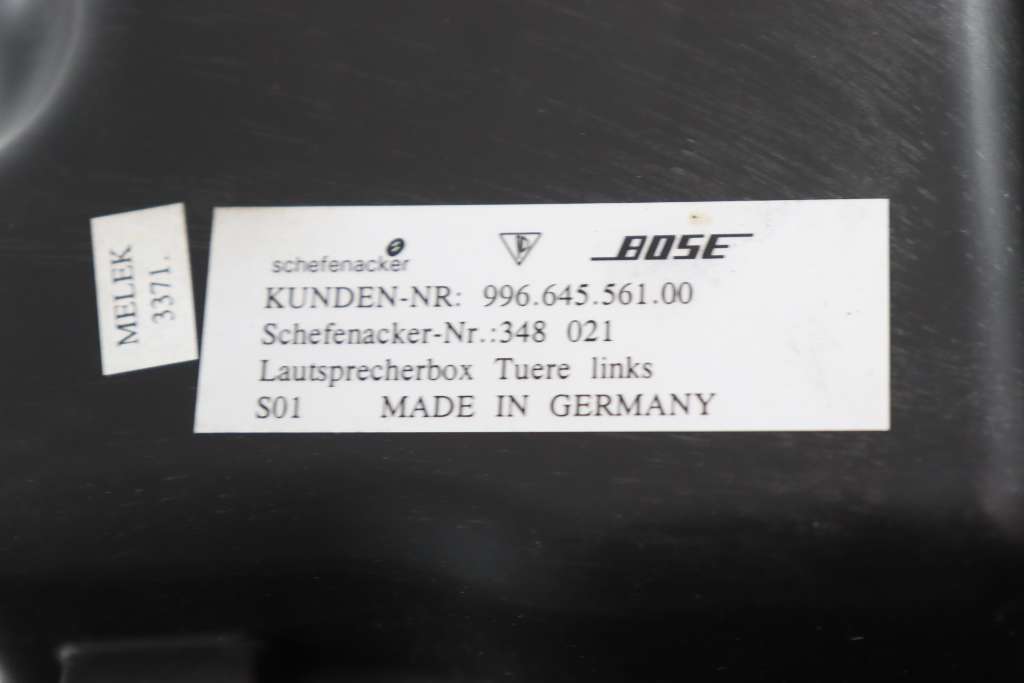 MELEK
3371.
schefenacker
BOSE
KUNDEN-NR: 996.645.561.00
Schefenacker-Nr.:348 021
Lautsprecherbox Tuere links
S01 MADE IN GERMANY